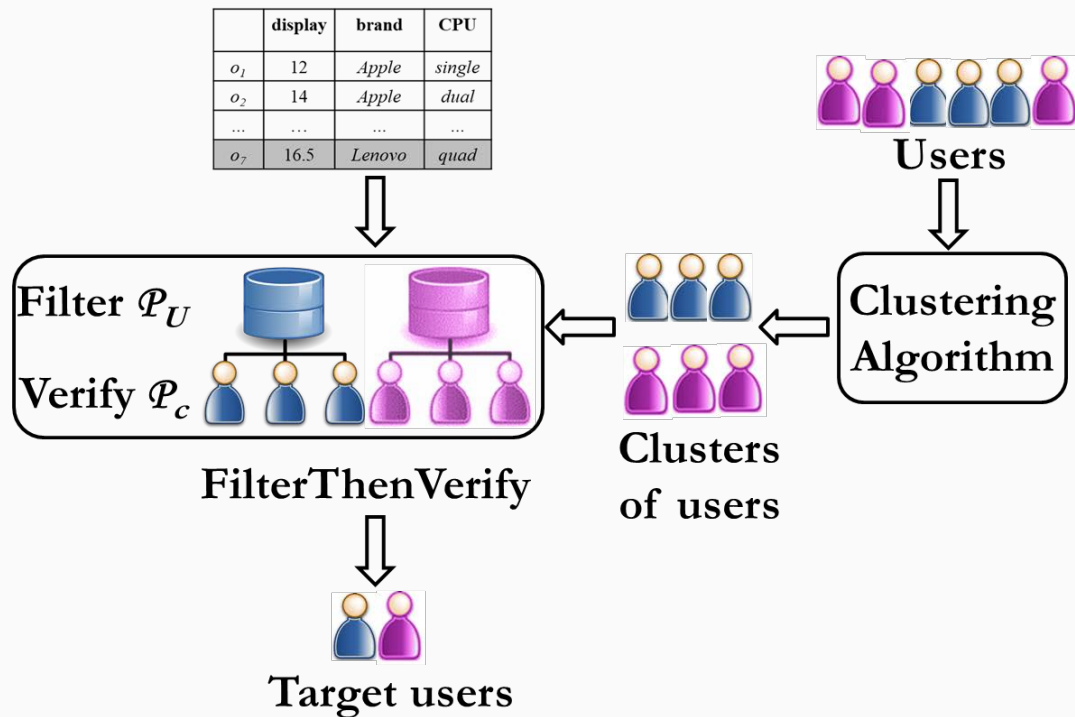 display brand CPU
o1 12 Apple single
o2 14 Apple dual
... ... ... ...
o7 16.5 Lenovo quad
Users
Filter 𝒫U
Verify 𝒫c
FilterThenVerify
Clusters
of users
Clustering
Algorithm
Target users